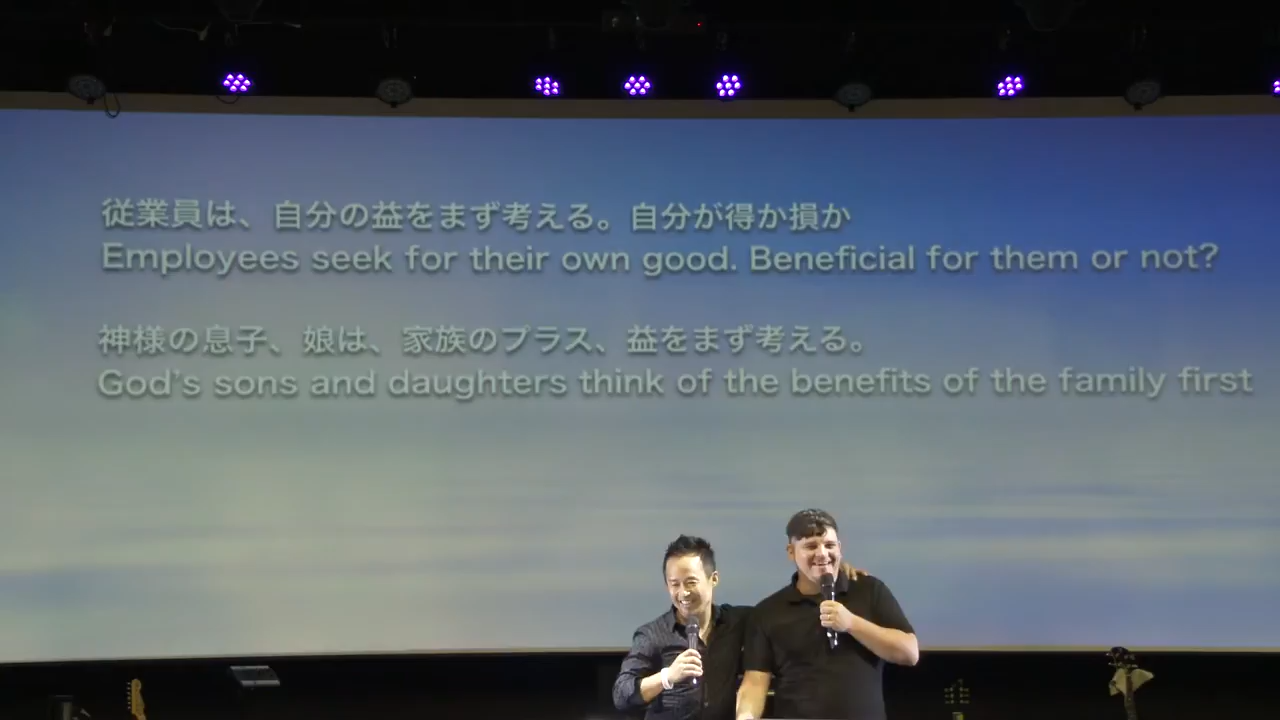 従業員は、自分の益をまず考える。自分が得か損か
Employees seek for their own good. Beneficial for them or not?
神様の息子、娘は、家族のプラス、益をまず考える。
God's sons and daughters think of the benefits of the family first